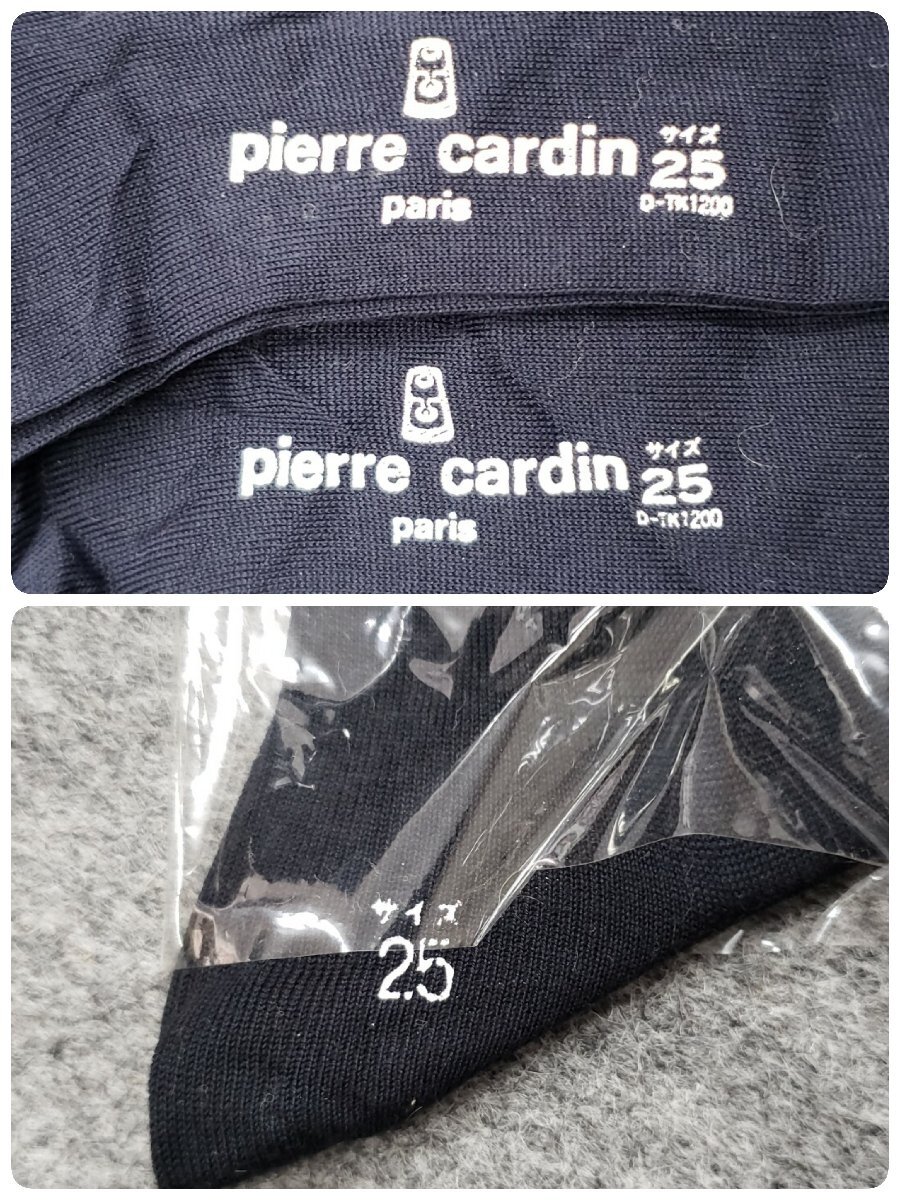 pierre cardin
paris
サイズ
25
D-TK1200
pierre cardin
paris
サイズ
25
D-TK1200
サイズ
25